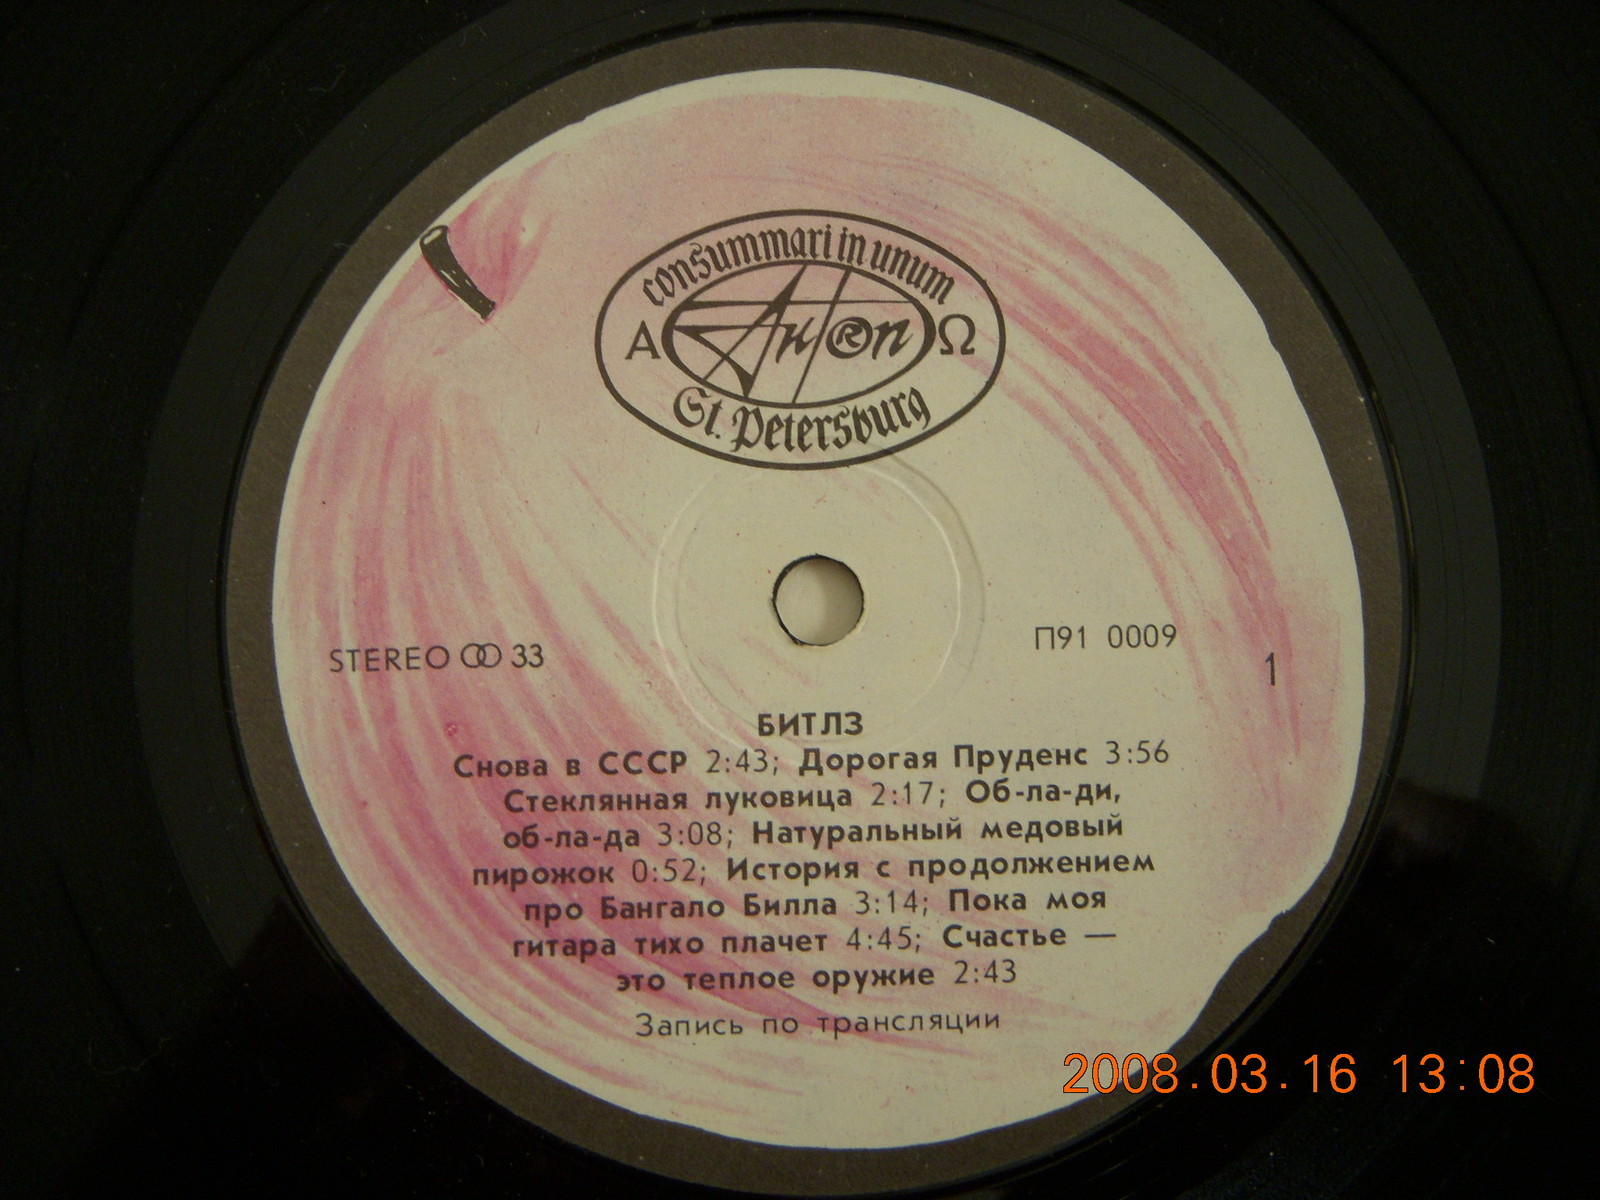 consummari in unum
Α Антоп Ω
®
St. Petersburg
STEREO 33
П91 0009
1
БИТЛЗ
Снова в СССР 2:43; Дорогая Пруденс 3:56
Стеклянная луковица 2:17; Об-ла-ди,
об-ла-да 3:08; Натуральный медовый
пирожок 0:52; История с продолжением
про Бангало Билла 3:14; Пока моя
гитара тихо плачет 4:45; Счастье —
это теплое оружие 2:43
Запись по трансляции
2008.03.16 13:08